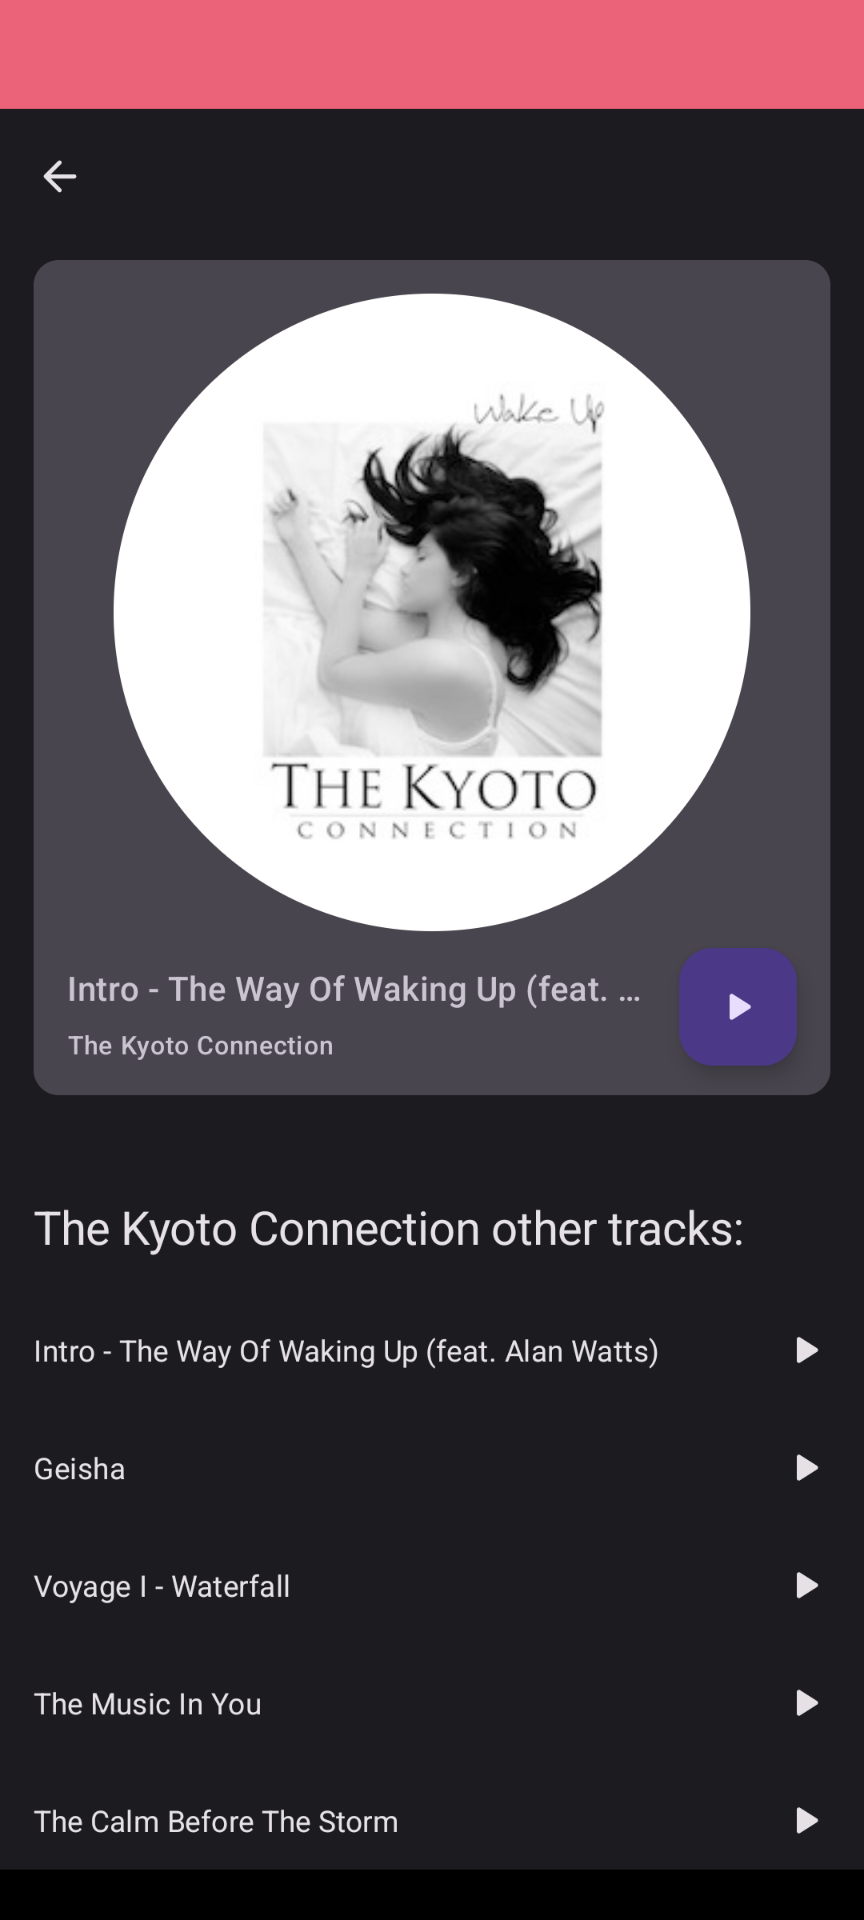 Wake Up
THE KYOTO
CONNECTION
Intro - The Way Of Waking Up (feat. ...
The Kyoto Connection
The Kyoto Connection other tracks:
Intro - The Way Of Waking Up (feat. Alan Watts)
Geisha
Voyage I - Waterfall
The Music In You
The Calm Before The Storm